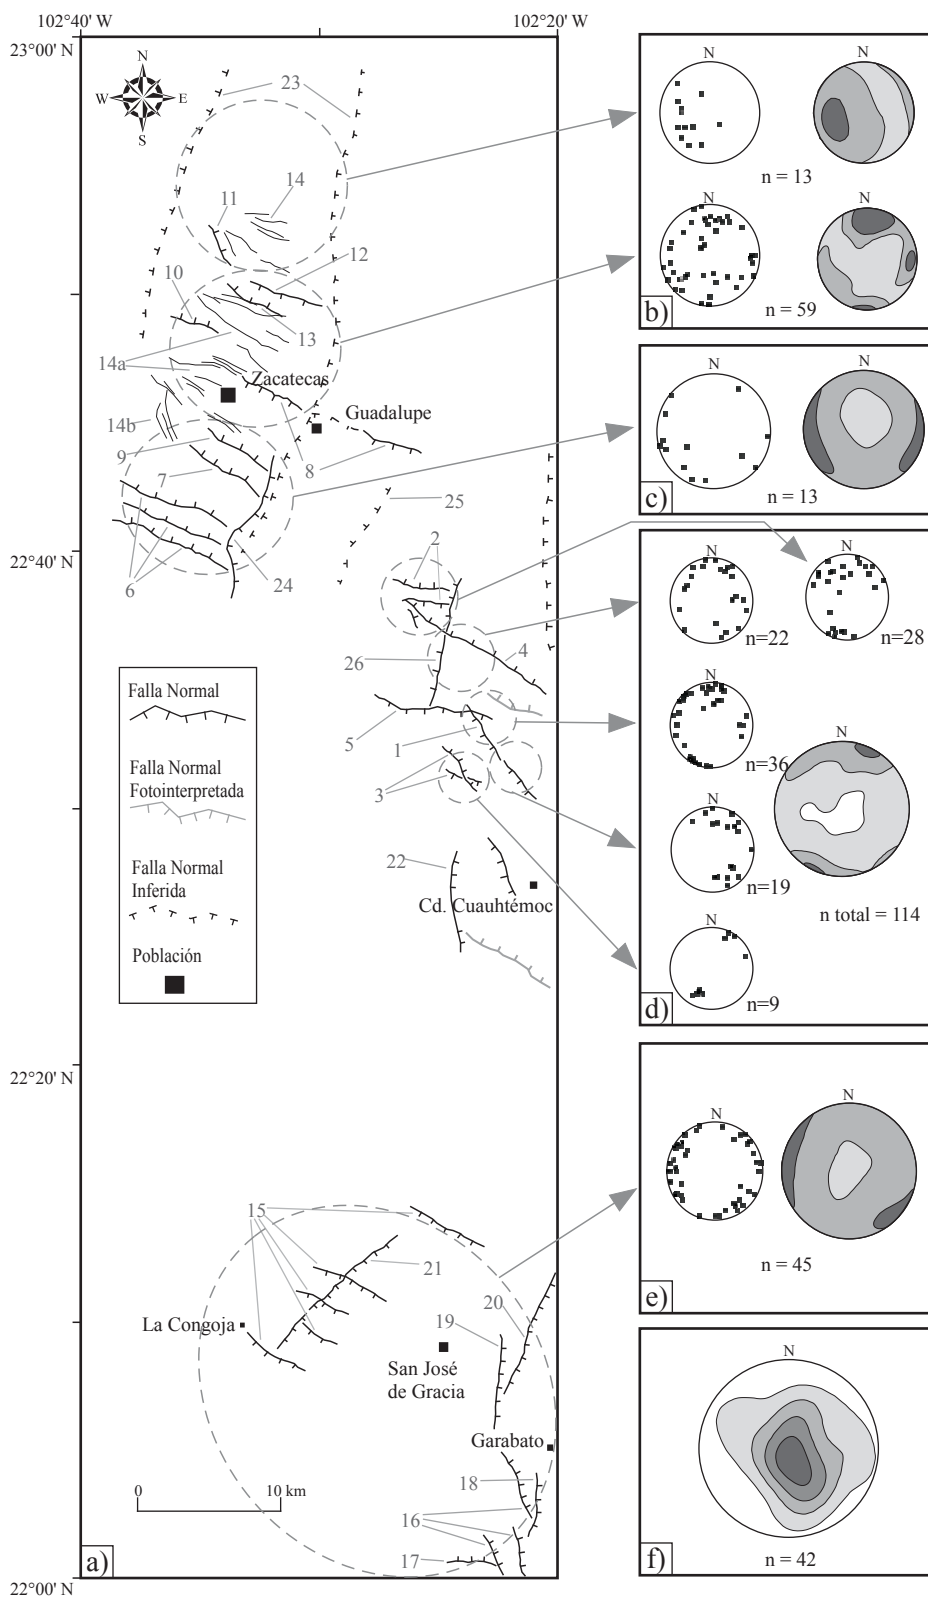 102°40' W
102°20' W
23°00' N
N
W
E
S
23
14
11
12
10
13
14a
Zacatecas
Guadalupe
14b
9
7
8
25
22°40' N
6
24
2
4
26
5
1
3
Falla Normal
Falla Normal
Fotointerpretada
Falla Normal
Inferida
Población
22
Cd. Cuauhtémoc
22°20' N
15
21
20
19
La Congoja
San José
de Gracia
Garabato
18
0
10 km
16
17
a)
22°00' N
N
N
n = 13
N
N
n = 59
b)
N
N
n = 13
c)
N
N
n=22
n=28
N
N
n=36
N
n=19
n total = 114
N
n=9
d)
N
N
n = 45
e)
N
f)
n = 42